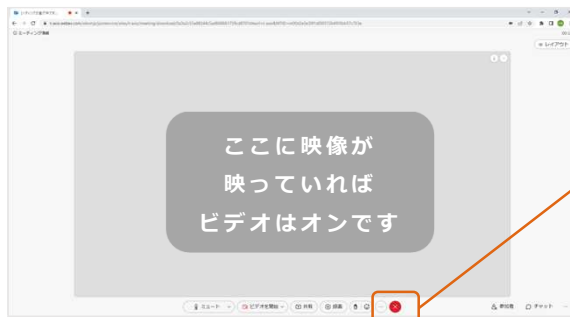 ミーティング情報
レイアウト
ここに映像が
映っていれば
ビデオはオンです
ミュート
ビデオを開始
共有
録画
参加者
チャット